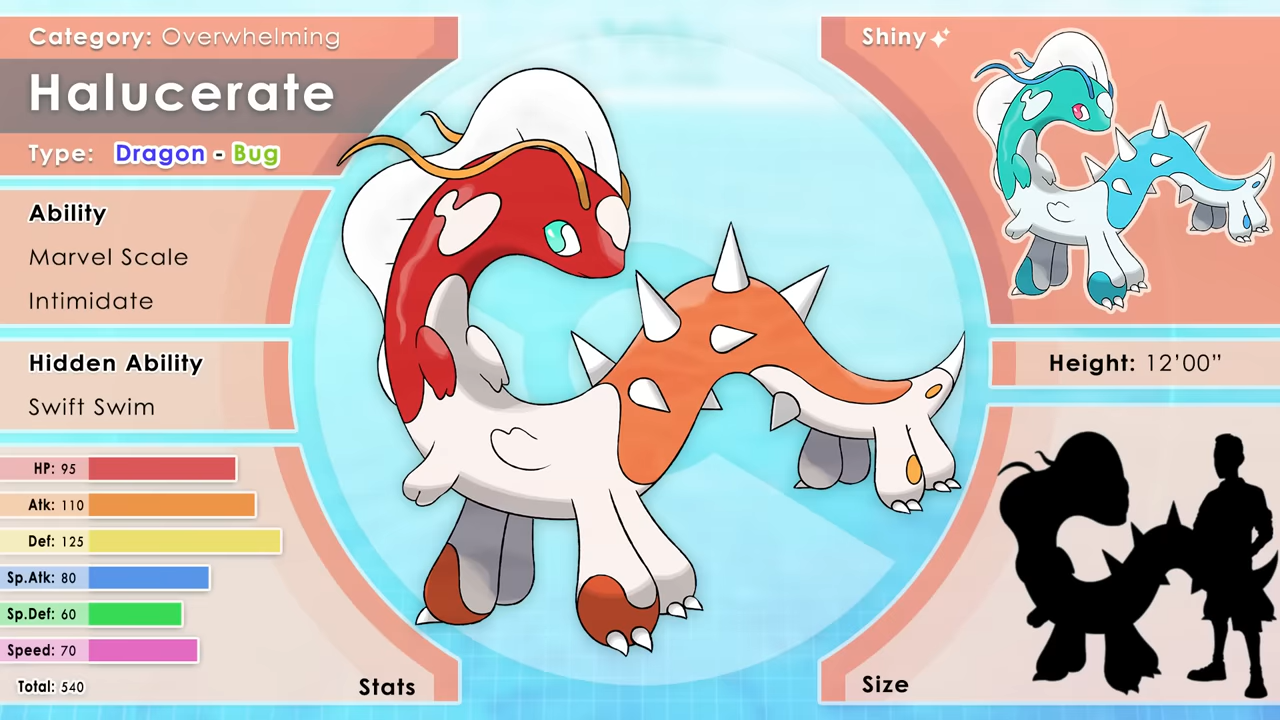 Category: Overwhelming
Halucerate
Type: Dragon - Bug
Ability
Marvel Scale
Intimidate
Hidden Ability
Swift Swim
HP: 95
Atk: 110
Def: 125
Sp.Atk: 80
Sp.Def: 60
Speed: 70
Total: 540
Stats
Shiny
Height: 12’00”
Size